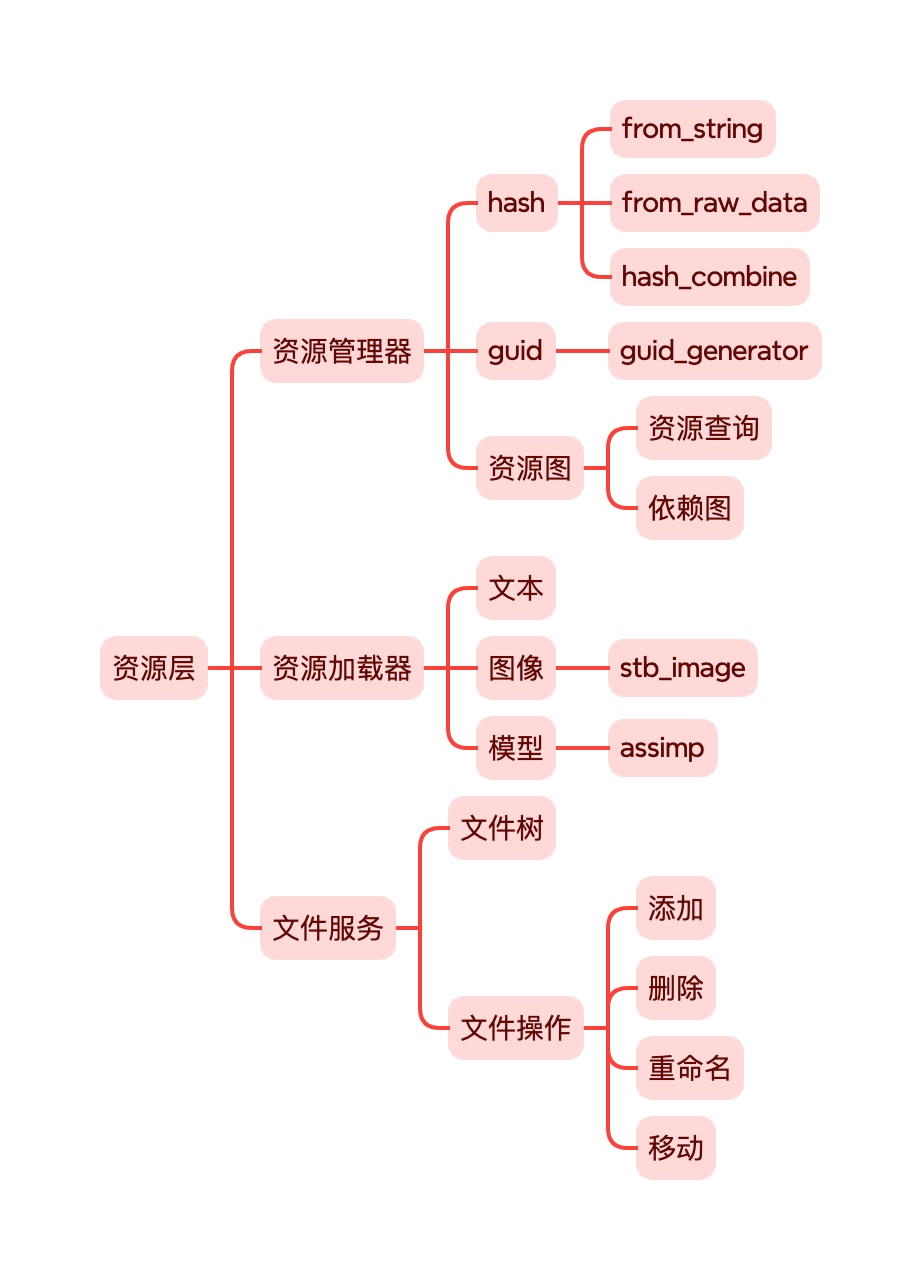 资源层
资源管理器
hash
from_string
from_raw_data
hash_combine
guid
guid_generator
资源图
资源查询
依赖图
资源加载器
文本
图像
stb_image
模型
assimp
文件服务
文件树
文件操作
添加
删除
重命名
移动